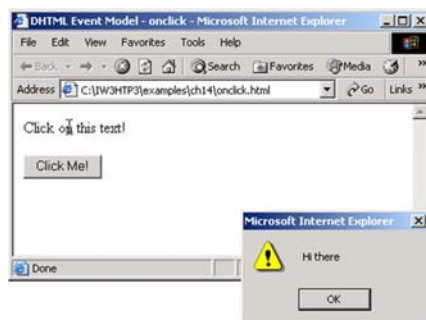 DHTML Event Model - onclick - Microsoft Internet Explorer
File Edit View Favorites Tools Help
Back Search Favorites Media »
Address C:\IW3HTP3\examples\ch14\onclick.html Go Links »
Click on this text!
Click Me!
Microsoft Internet Explorer
Hi there
OK
Done